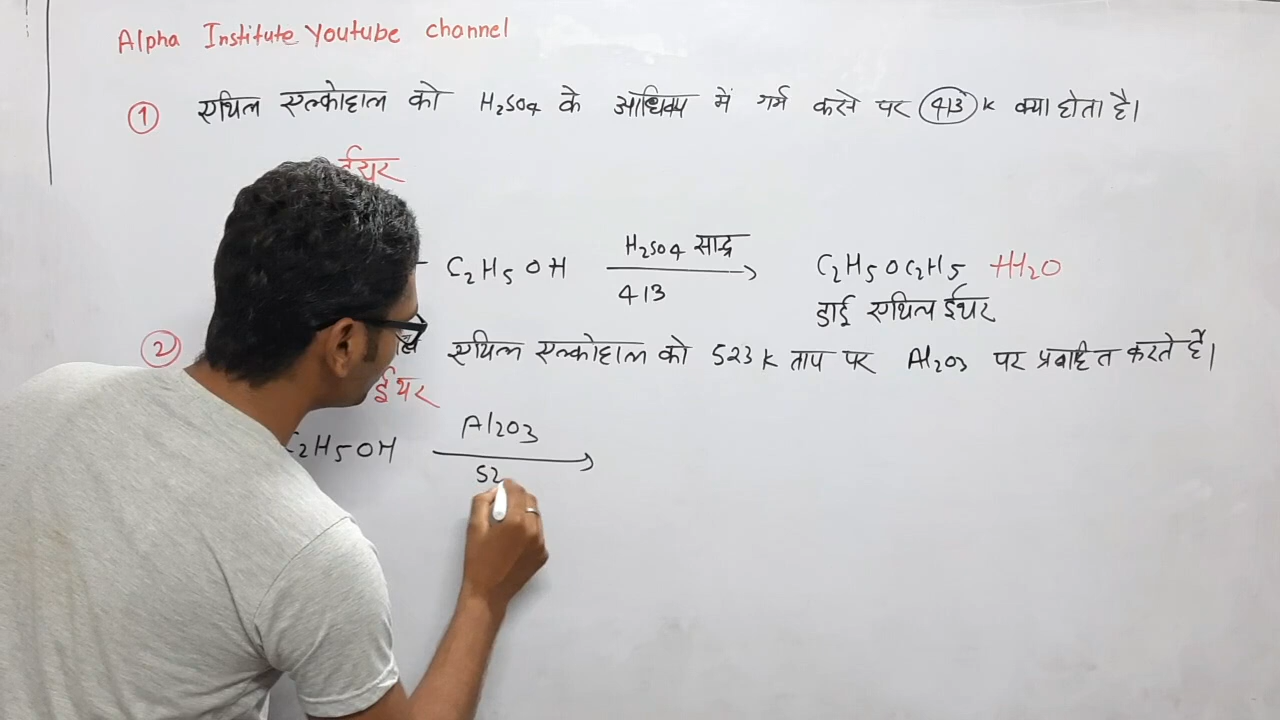 Alpha Institute Youtube channel
① एथिल एल्कोहाल को H₂SO₄ के आधिक्य में गर्म करने पर 413 K क्या होता है।
ईथर
C₂H₅OH H₂SO₄ सान्द्र C₂H₅OC₂H₅ + H₂O
413
डाई एथिल ईथर
② एथिल एल्कोहाल को 523 K ताप पर Al₂O₃ पर प्रवाहित करते हैं।
ईथर
C₂H₅OH Al₂O₃
52